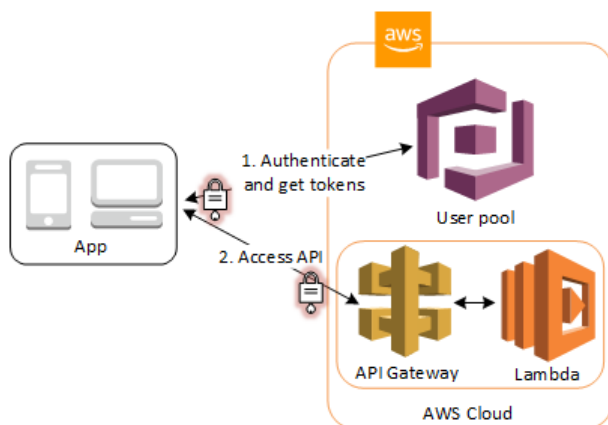 aws
1. Authenticate
and get tokens
User pool
App
2. Access API
API Gateway
Lambda
AWS Cloud